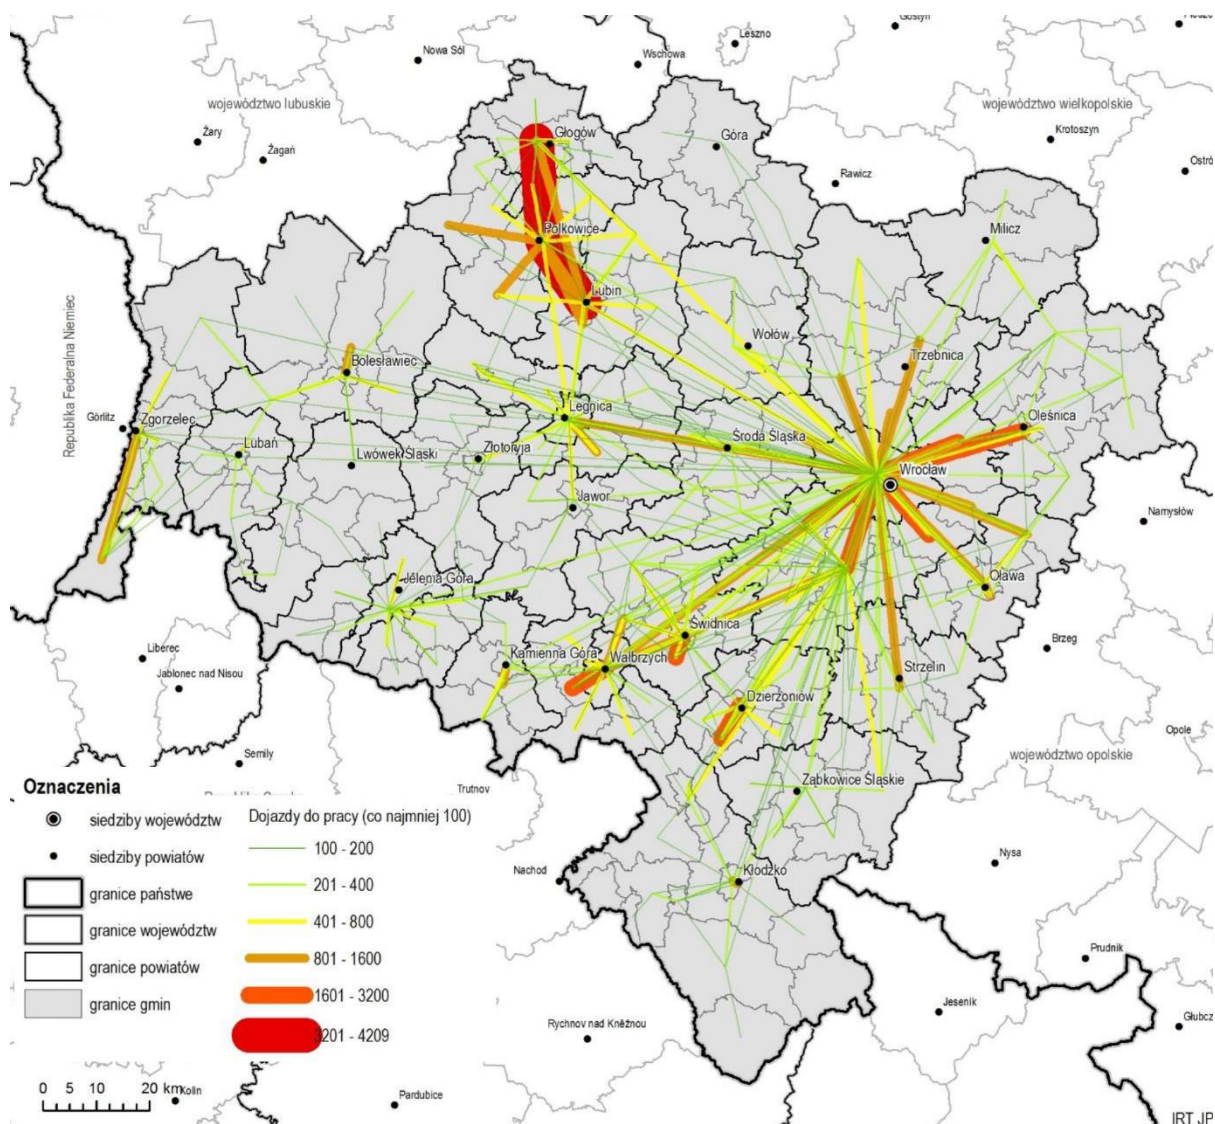 Gostyń
Leszno
Nowa Sól
Wschowa
województwo lubuskie
województwo wielkopolskie
Żary
Żagań
Głogów
Góra
Krotoszyn
Rawicz
Ostró
Polkowice
Milicz
Republika Federalna Niemiec
Lubin
Wołów
Bolesławiec
Trzebnica
Görlitz
Zgorzelec
Legnica
Oleśnica
Lubań
Lwówek Śląski
Złotoryja
Środa Śląska
Wrocław
Jawor
Namysłów
Jelenia Góra
Oława
Świdnica
Brzeg
Liberec
Kamienna Góra
Wałbrzych
Jablonec nad Nisou
Strzelin
Dzierżoniów
Semily
województwo opolskie
Opole
Trutnov
Ząbkowice Śląskie
Nysa
Nachod
Kłodzko
Prudnik
Jesenik
Rychnov nad Kněžnou
Głubcz
Kolin
Pardubice
Oznaczenia
siedziby województw
siedziby powiatów
granice państwe
granice województw
granice powiatów
granice gmin
Dojazdy do pracy (co najmniej 100)
100 - 200
201 - 400
401 - 800
801 - 1600
1601 - 3200
3201 - 4209
0 5 10 20 km
IRT JP